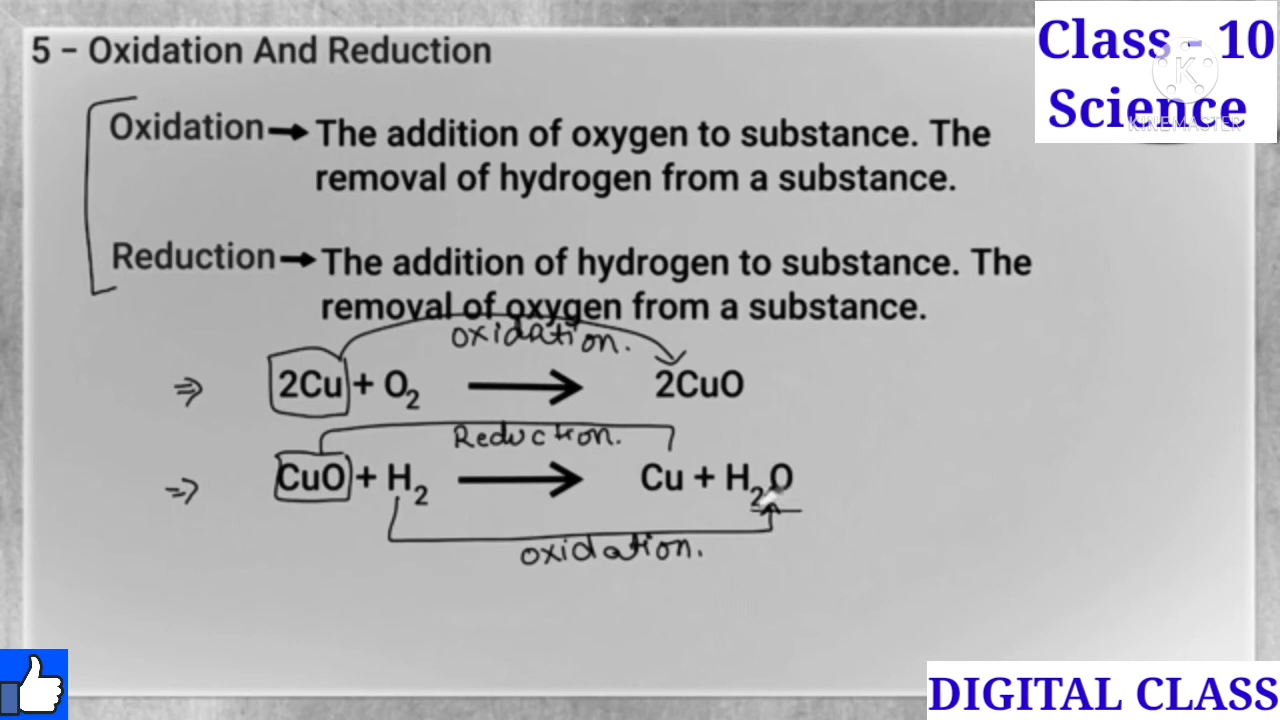 5 – Oxidation And Reduction
Class - 10
Science
KINEMASTER
Oxidation→ The addition of oxygen to substance. The
removal of hydrogen from a substance.
Reduction→ The addition of hydrogen to substance. The
removal of oxygen from a substance.
oxidation.
⇒ 2Cu + O₂ → 2CuO
Reduction.
⇒ CuO + H₂ → Cu + H₂O
oxidation.
DIGITAL CLASS